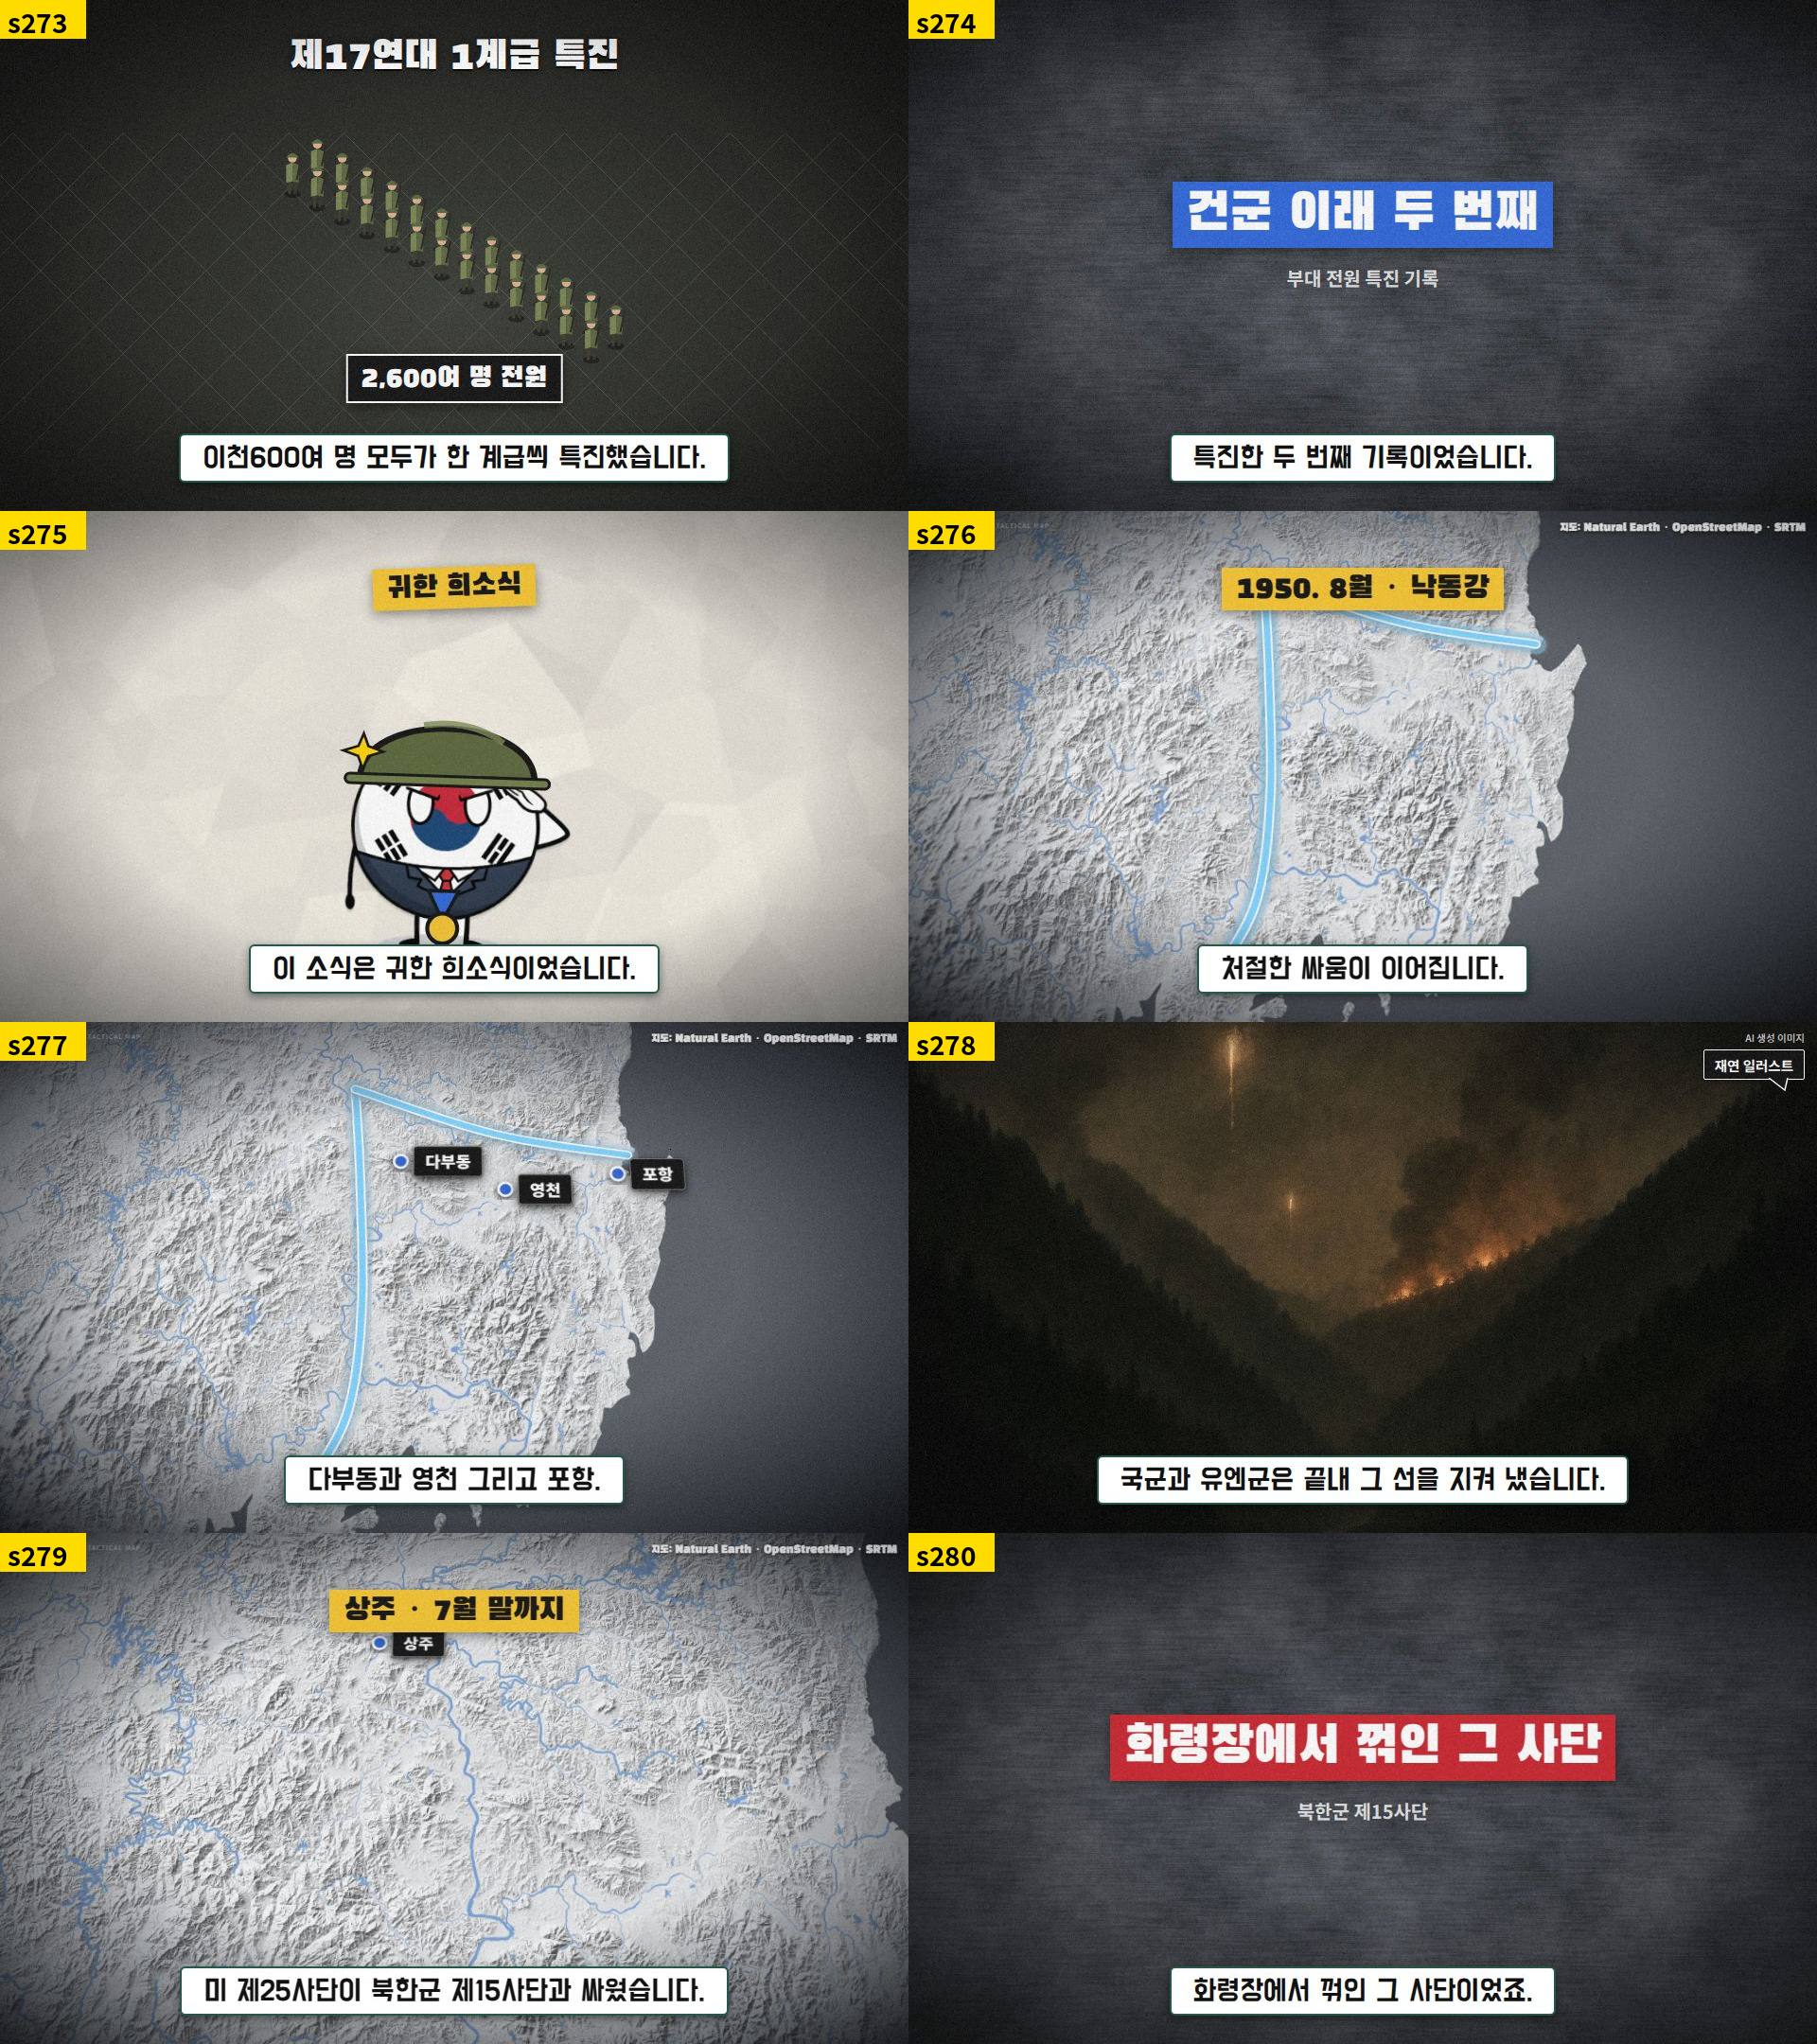 s273
제17연대 1계급 특진
2,600여 명 전원
이천600여 명 모두가 한 계급씩 특진했습니다.
s274
건군 이래 두 번째
부대 전원 특진 기록
특진한 두 번째 기록이었습니다.
s275
귀한 희소식
이 소식은 귀한 희소식이었습니다.
s276
TACTICAL MAP
지도: Natural Earth · OpenStreetMap · SRTM
1950. 8월 · 낙동강
처절한 싸움이 이어집니다.
s277
TACTICAL MAP
지도: Natural Earth · OpenStreetMap · SRTM
다부동
영천
포항
다부동과 영천 그리고 포항.
s278
AI 생성 이미지
재연 일러스트
국군과 유엔군은 끝내 그 선을 지켜 냈습니다.
s279
TACTICAL MAP
지도: Natural Earth · OpenStreetMap · SRTM
상주 · 7월 말까지
상주
미 제25사단이 북한군 제15사단과 싸웠습니다.
s280
화령장에서 꺾인 그 사단
북한군 제15사단
화령장에서 꺾인 그 사단이었죠.